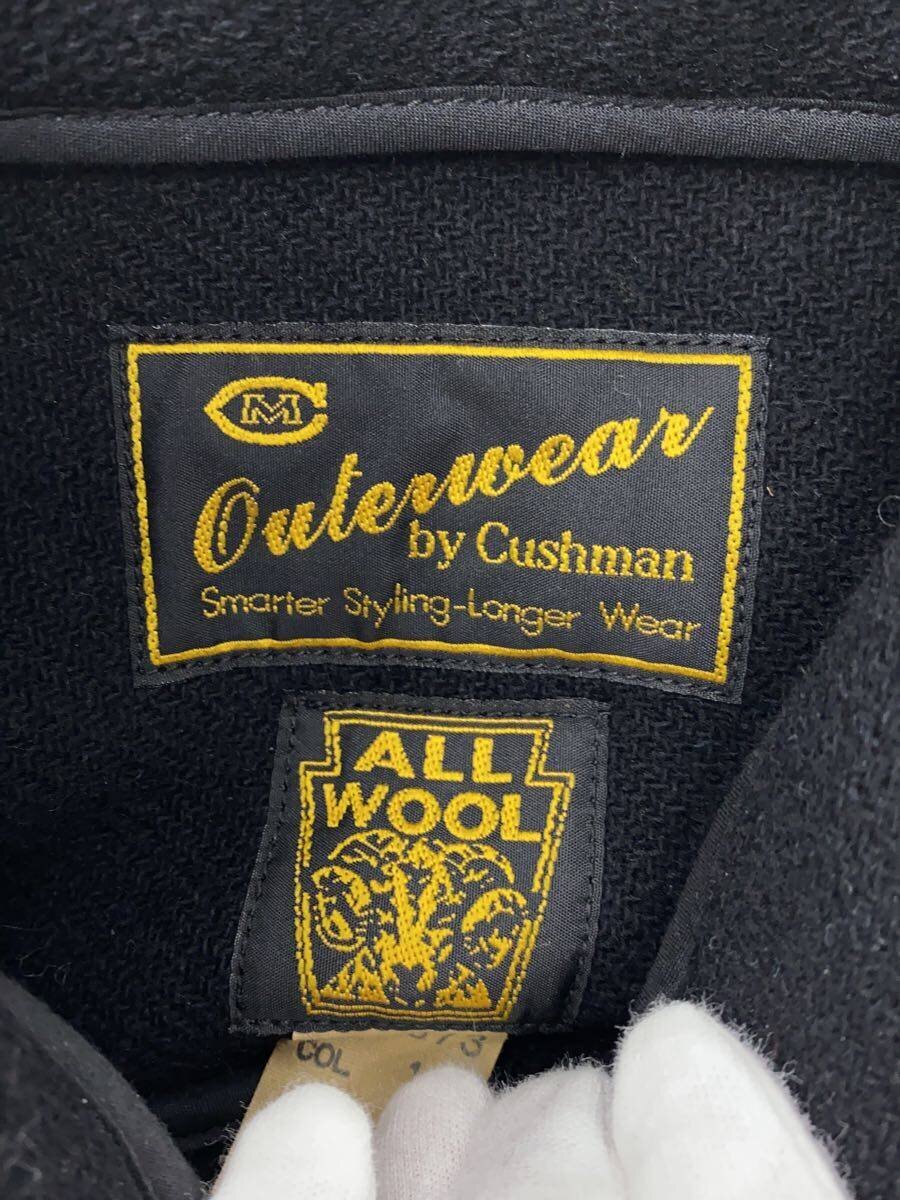 CM
Outerwear
by Cushman
Smarter Styling-Longer Wear
ALL
WOOL
COL